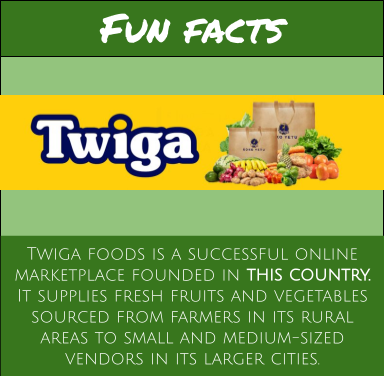 FUN FACTS
Twiga
TWIGA FOODS IS A SUCCESSFUL ONLINE
MARKETPLACE FOUNDED IN THIS COUNTRY.
IT SUPPLIES FRESH FRUITS AND VEGETABLES
SOURCED FROM FARMERS IN ITS RURAL
AREAS TO SMALL AND MEDIUM-SIZED
VENDORS IN ITS LARGER CITIES.